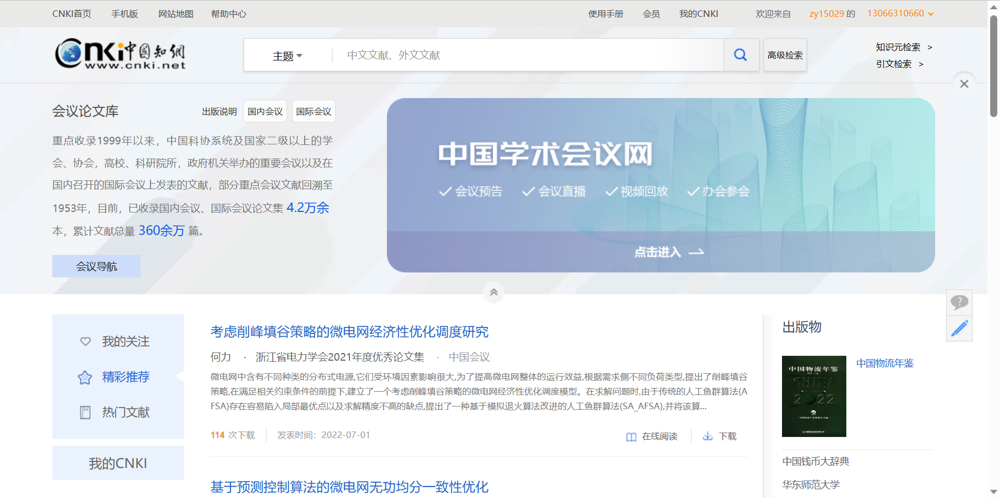 CNKI首页 手机版 网站地图 帮助中心 使用手册 会员 我的CNKI 欢迎来自 zy15029 的 13066310660
Cnki中国知網
www.cnki.net
主题 中文文献、外文文献 高级检索
知识元检索 >
引文检索 >
会议论文库 出版说明 国内会议 国际会议
重点收录1999年以来，中国科协系统及国家二级以上的学
会、协会，高校、科研院所，政府机关举办的重要会议以及在
国内召开的国际会议上发表的文献，部分重点会议文献回溯至
1953年，目前，已收录国内会议、国际会议论文集 4.2万余
本，累计文献总量 360余万 篇。
会议导航
中国学术会议网
会议预告 会议直播 视频回放 办会参会
点击进入
我的关注
精彩推荐
热门文献
我的CNKI
考虑削峰填谷策略的微电网经济性优化调度研究
何力 · 浙江省电力学会2021年度优秀论文集 · 中国会议
微电网中含有不同种类的分布式电源,它们受环境因素影响很大,为了提高微电网整体的运行效益,根据需求侧不同负荷类型,提出了削峰填谷
策略,在满足相关约束条件的前提下,建立了一个考虑削峰填谷策略的微电网经济性优化调度模型。在求解问题时,由于传统的人工鱼群算法(A
FSA)存在容易陷入局部最优点以及求解精度不高的缺点,提出了一种基于模拟退火算法改进的人工鱼群算法(SA_AFSA),并将该算...
114 次下载 发表时间：2022-07-01 在线阅读 下载
基于预测控制算法的微电网无功均分一致性优化
出版物
中国物流年鉴
CHINA
2022
中国物流年鉴
中国钱币大辞典
华东师范大学